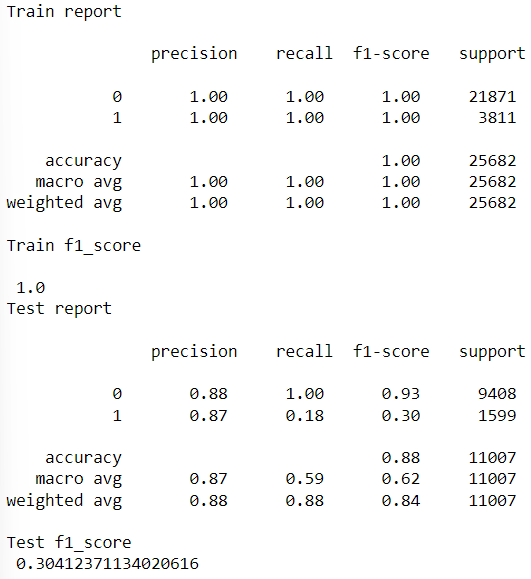 Train report
precision recall f1-score support
0 1.00 1.00 1.00 21871
1 1.00 1.00 1.00 3811
accuracy 1.00 25682
macro avg 1.00 1.00 1.00 25682
weighted avg 1.00 1.00 1.00 25682
Train f1_score
1.0
Test report
precision recall f1-score support
0 0.88 1.00 0.93 9408
1 0.87 0.18 0.30 1599
accuracy 0.88 11007
macro avg 0.87 0.59 0.62 11007
weighted avg 0.88 0.88 0.84 11007
Test f1_score
0.30412371134020616